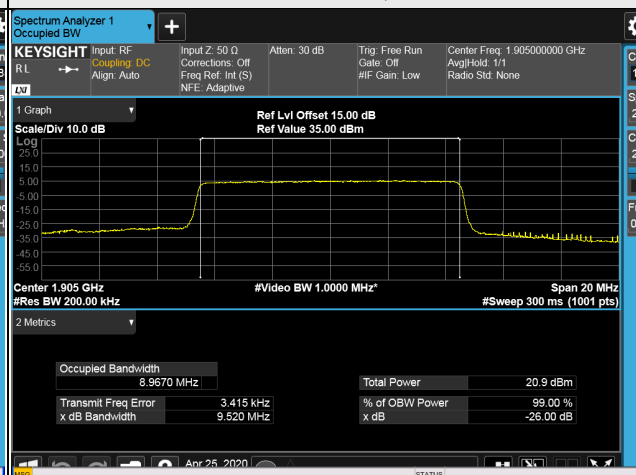 Spectrum Analyzer 1
Occupied BW
KEYSIGHT Input: RF Input Z: 50 Ω Atten: 30 dB Trig: Free Run Center Freq: 1.905000000 GHz
RL Coupling: DC Corrections: Off Gate: Off Avg|Hold: 1/1
Align: Auto Freq Ref: Int (S) #IF Gain: Low Radio Std: None
LXI NFE: Adaptive
1 Graph Ref Lvl Offset 15.00 dB
Scale/Div 10.0 dB Ref Value 35.00 dBm
Log
25.0
15.0
5.00
-5.00
-15.0
-25.0
-35.0
-45.0
-55.0
Center 1.905 GHz #Video BW 1.0000 MHz* Span 20 MHz
#Res BW 200.00 kHz #Sweep 300 ms (1001 pts)
2 Metrics
Occupied Bandwidth
8.9670 MHz Total Power 20.9 dBm
Transmit Freq Error 3.415 kHz % of OBW Power 99.00 %
x dB Bandwidth 9.520 MHz x dB -26.00 dB
Apr 25, 2020
MSG STATUS